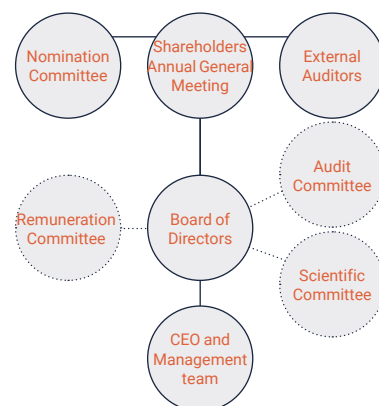 Nomination
Committee
Shareholders
Annual General
Meeting
External
Auditors
Audit
Committee
Remuneration
Committee
Board of
Directors
Scientific
Committee
CEO and
Management
team